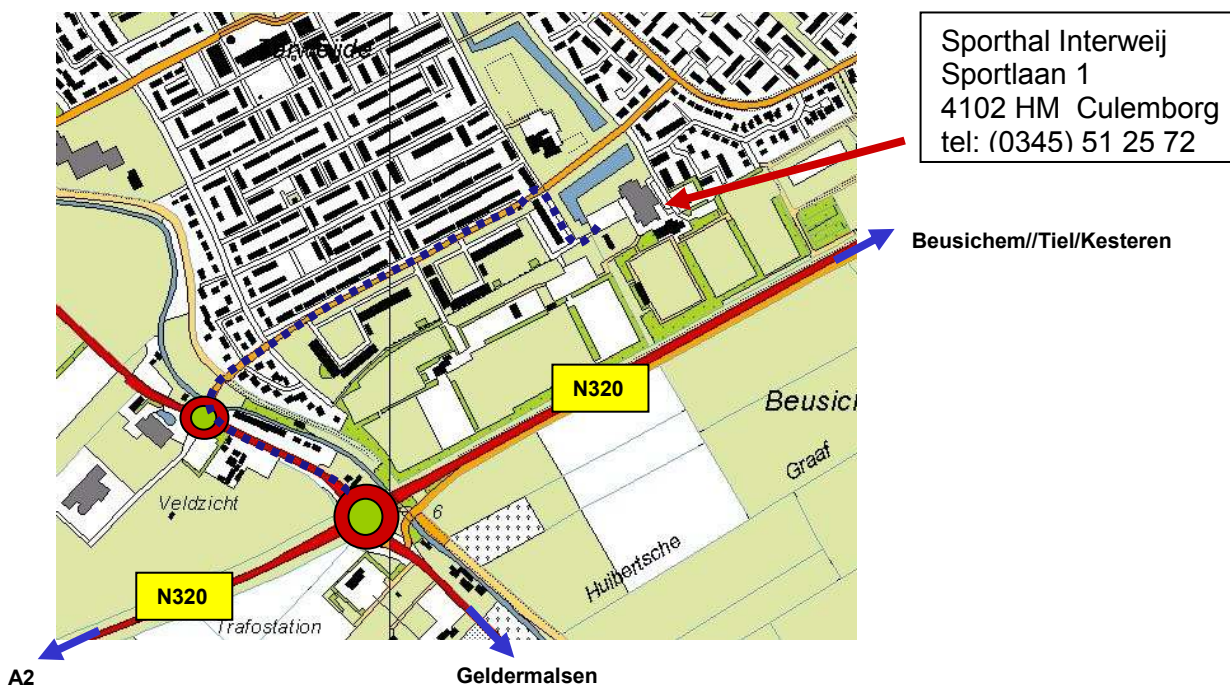 Sporthal Interweij
Sportlaan 1
4102 HM Culemborg
tel: (0345) 51 25 72
Beusichem//Tiel/Kesteren
N320
Beusich
Graaf
Veldzicht
6
Huibertsche
N320
Trafostation
A2
Geldermalsen